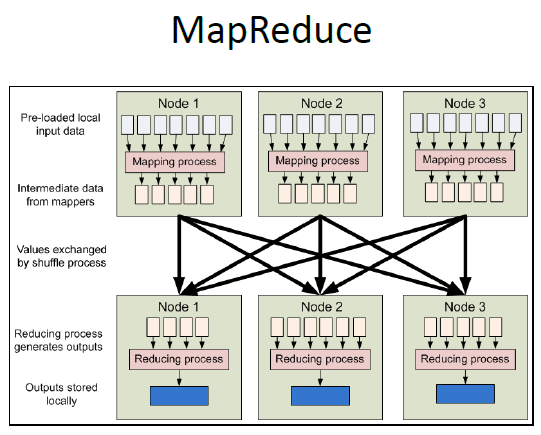 MapReduce
Pre-loaded local
input data
Node 1
Node 2
Node 3
Mapping process
Mapping process
Mapping process
Intermediate data
from mappers
Values exchanged
by shuffle process
Node 1
Node 2
Node 3
Reducing process
generates outputs
Reducing process
Reducing process
Reducing process
Outputs stored
locally